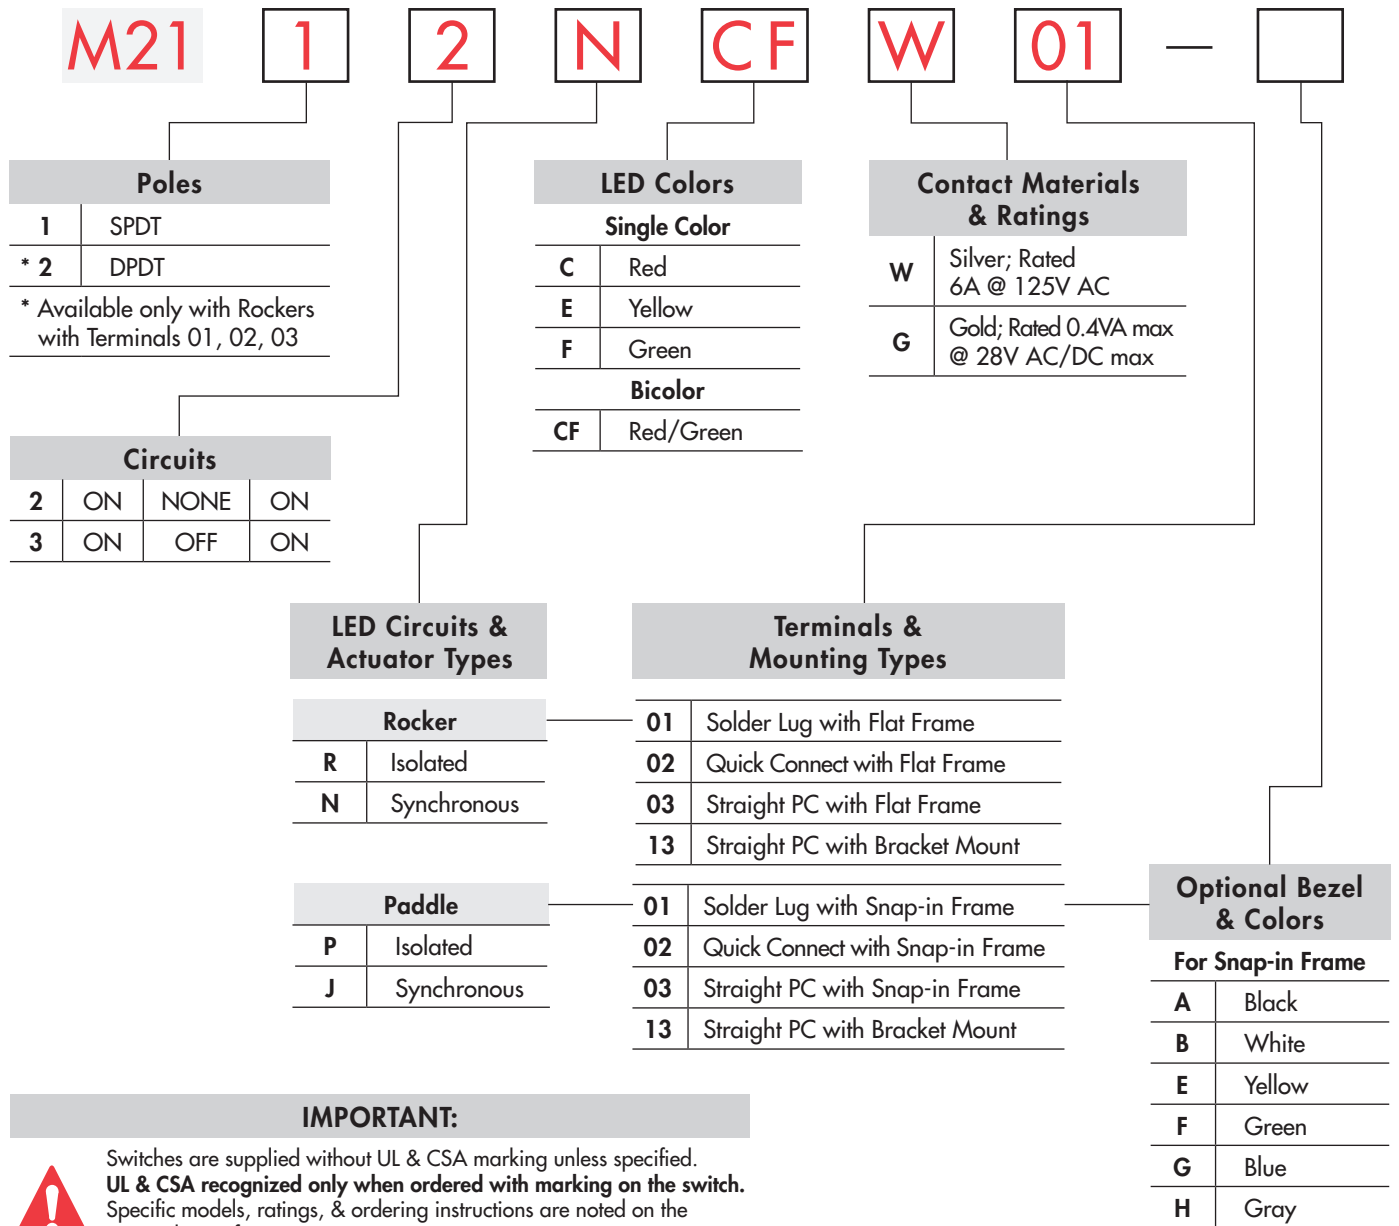 M21 1 2 N CF W 01 —
Poles
1 SPDT
* 2 DPDT
* Available only with Rockers
with Terminals 01, 02, 03
Circuits
2 ON NONE ON
3 ON OFF ON
LED Colors
Single Color
C Red
E Yellow
F Green
Bicolor
CF Red/Green
Contact Materials
& Ratings
W Silver; Rated
6A @ 125V AC
G Gold; Rated 0.4VA max
@ 28V AC/DC max
LED Circuits &
Actuator Types
Rocker
R Isolated
N Synchronous
Paddle
P Isolated
J Synchronous
Terminals &
Mounting Types
01 Solder Lug with Flat Frame
02 Quick Connect with Flat Frame
03 Straight PC with Flat Frame
13 Straight PC with Bracket Mount
01 Solder Lug with Snap-in Frame
02 Quick Connect with Snap-in Frame
03 Straight PC with Snap-in Frame
13 Straight PC with Bracket Mount
Optional Bezel
& Colors
For Snap-in Frame
A Black
B White
E Yellow
F Green
G Blue
H Gray
IMPORTANT:
Switches are supplied without UL & CSA marking unless specified.
UL & CSA recognized only when ordered with marking on the switch.
Specific models, ratings, & ordering instructions are noted on the